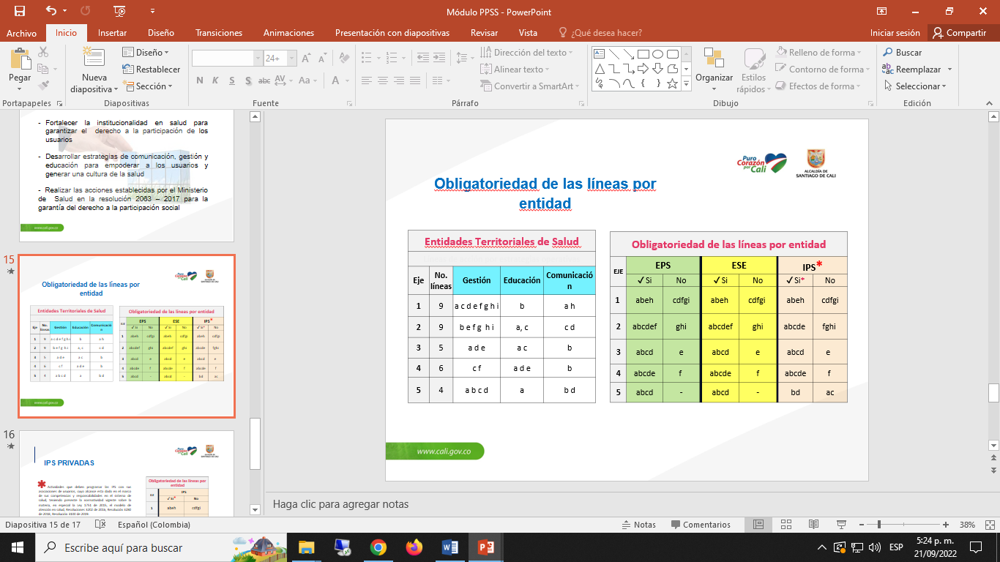 Módulo PPSS - PowerPoint
Archivo Inicio Insertar Diseño Transiciones Animaciones Presentación con diapositivas Revisar Vista ¿Qué desea hacer? Iniciar sesión Compartir
Pegar
Portapapeles
Nueva diapositiva
Diseño
Restablecer
Sección
Diapositivas
24+
N K S S abc AV Aa A
Fuente
Dirección del texto
Alinear texto
Convertir a SmartArt
Párrafo
Organizar
Estilos rápidos
Relleno de forma
Contorno de forma
Efectos de forma
Dibujo
Buscar
Reemplazar
Seleccionar
Edición
- Fortalecer la institucionalidad en salud para
garantizar el derecho a la participación de los
usuarios
- Desarrollar estrategias de comunicación, gestión y
educación para empoderar a los usuarios y
generar una cultura de la salud
- Realizar las acciones establecidas por el Ministerio
de Salud en la resolución 2063 – 2017 para la
garantía del derecho a la participación social
www.cali.gov.co
15
Obligatoriedad de las líneas por
entidad
Entidades Territoriales de Salud
Obligatoriedad de las líneas por entidad
16
IPS PRIVADAS
* Actividades que deben programar las IPS con sus
asociaciones de usuarios, cuyo alcance está dado en el marco
de sus competencias y responsabilidades en el sistema de
salud, teniendo presente la normatividad vigente sobre la
materia, en especial la Ley 1751 de 2015, el modelo de
atención en salud, Resoluciones 3202 de 2016, Resolución 3280
de 2018, Resolución 3100 de 2019.
Obligatoriedad de las líneas por
entidad
EJE IPS
✓ Si* No
1 abeh cdfgi
Puro
Corazón
por Cali
ALCALDÍA DE
SANTIAGO DE CALI
Obligatoriedad de las líneas por
entidad
Entidades Territoriales de Salud
Eje No. líneas Gestión Educación Comunicació
n
1 9 a c d e f g h i b a h
2 9 b e f g h i a, c c d
3 5 a d e a c b
4 6 c f a d e b
5 4 a b c d a b d
Obligatoriedad de las líneas por entidad
EJE EPS ESE IPS*
✓ Si No ✓ Si No ✓ Si* No
1 abeh cdfgi abeh cdfgi abeh cdfgi
2 abcdef ghi abcdef ghi abcde fghi
3 abcd e abcd e abcd e
4 abcde f abcde f abcde f
5 abcd - abcd - bd ac
www.cali.gov.co
Haga clic para agregar notas
Diapositiva 15 de 17 Español (Colombia) Notas Comentarios 38%
Escribe aquí para buscar
ESP
5:24 p. m.
21/09/2022